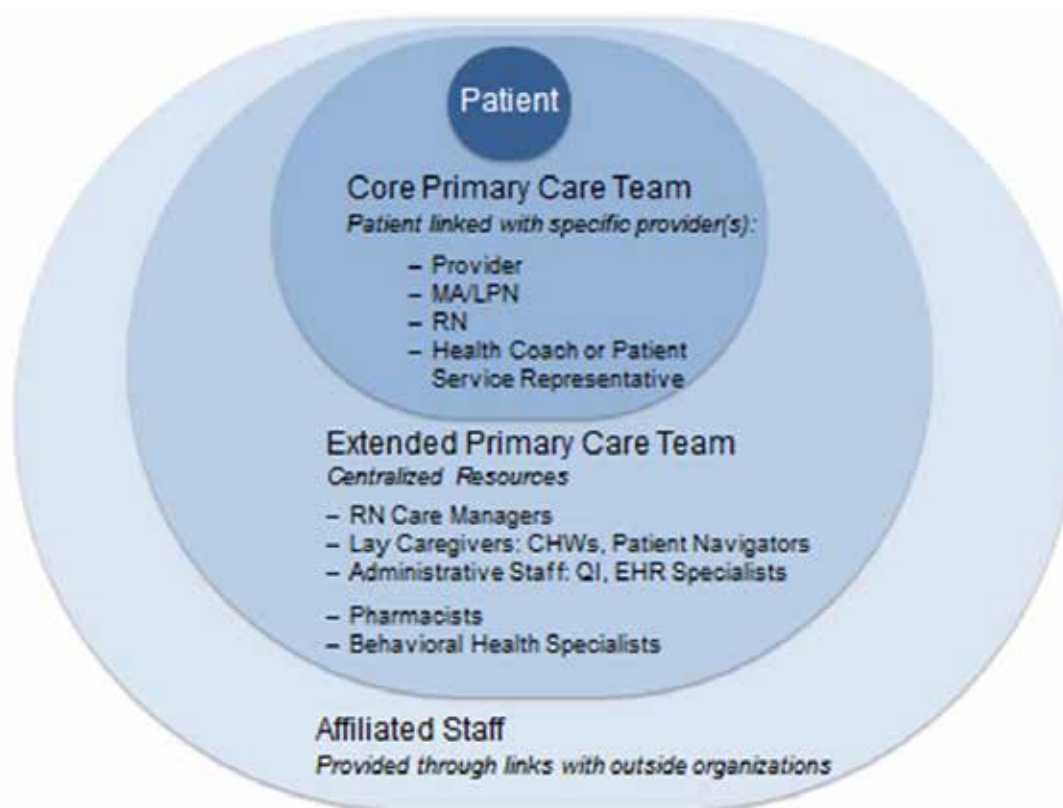 Patient
Core Primary Care Team
Patient linked with specific provider(s):
– Provider
– MA/LPN
– RN
– Health Coach or Patient
Service Representative
Extended Primary Care Team
Centralized Resources
– RN Care Managers
– Lay Caregivers: CHWs, Patient Navigators
– Administrative Staff: QI, EHR Specialists
– Pharmacists
– Behavioral Health Specialists
Affiliated Staff
Provided through links with outside organizations